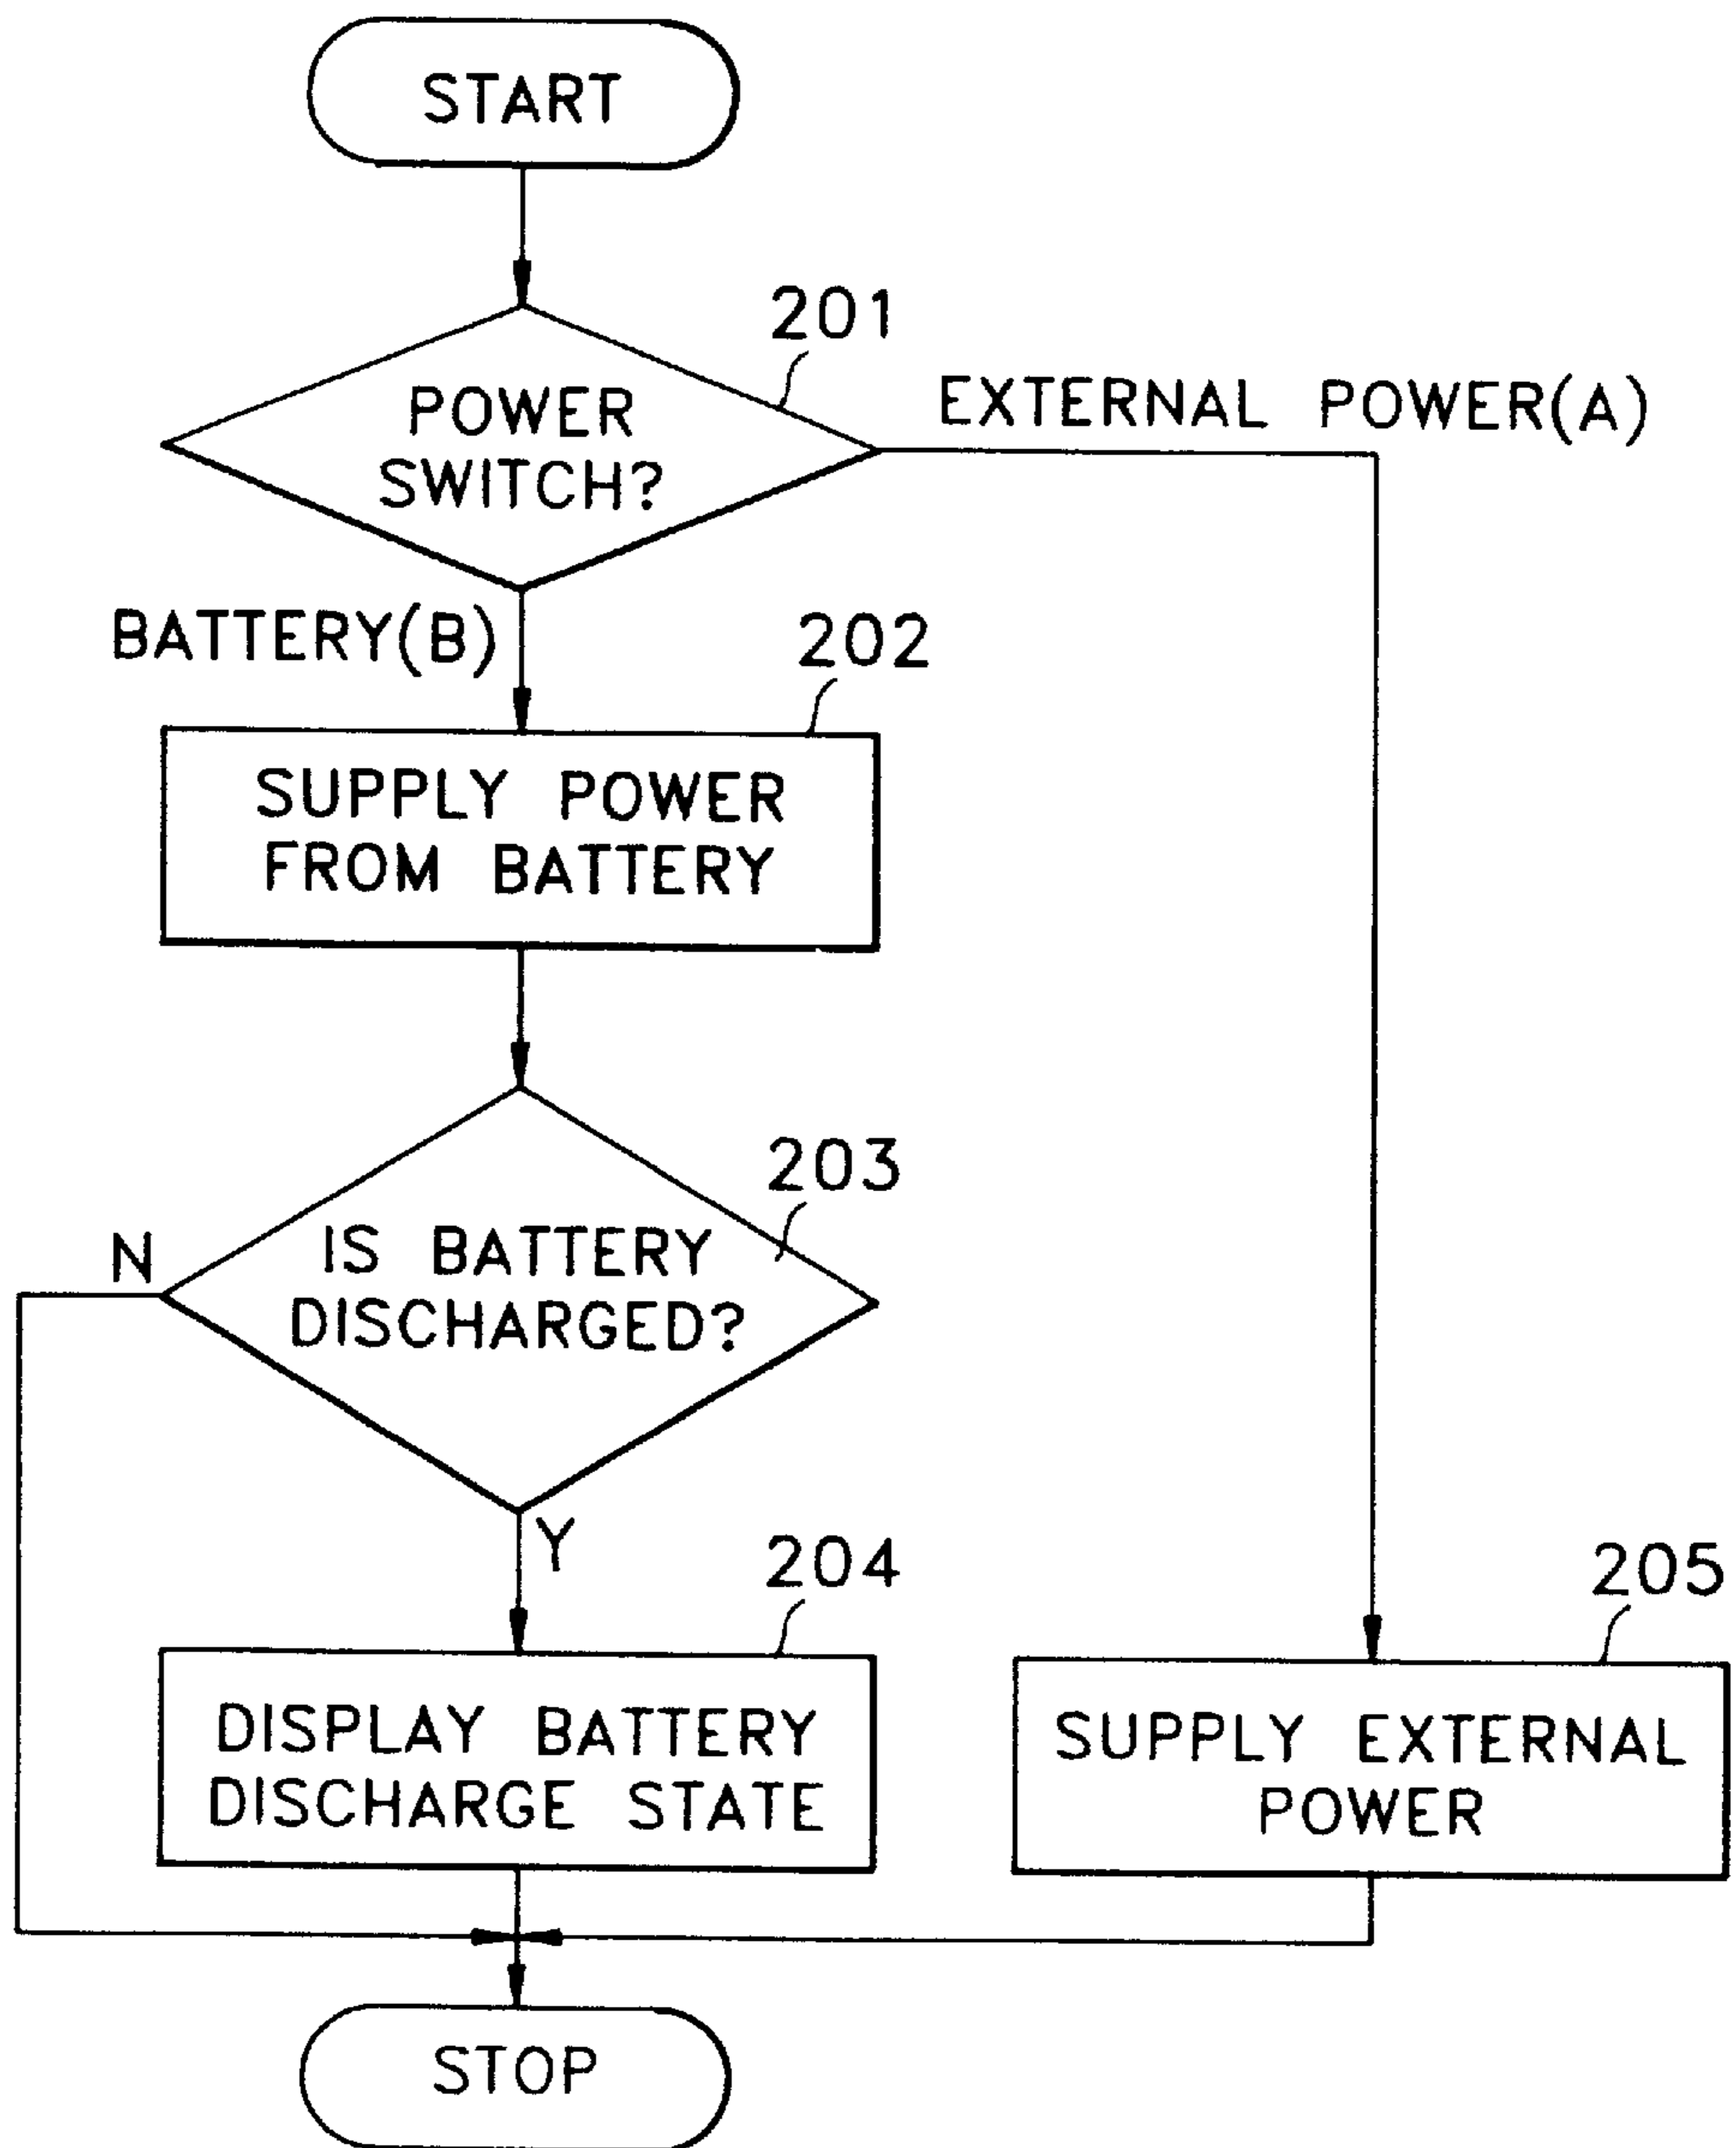 START
201
POWER
SWITCH?
EXTERNAL POWER(A)
BATTERY(B)
202
SUPPLY POWER
FROM BATTERY
203
N
IS BATTERY
DISCHARGED?
Y
204
DISPLAY BATTERY
DISCHARGE STATE
205
SUPPLY EXTERNAL
POWER
STOP